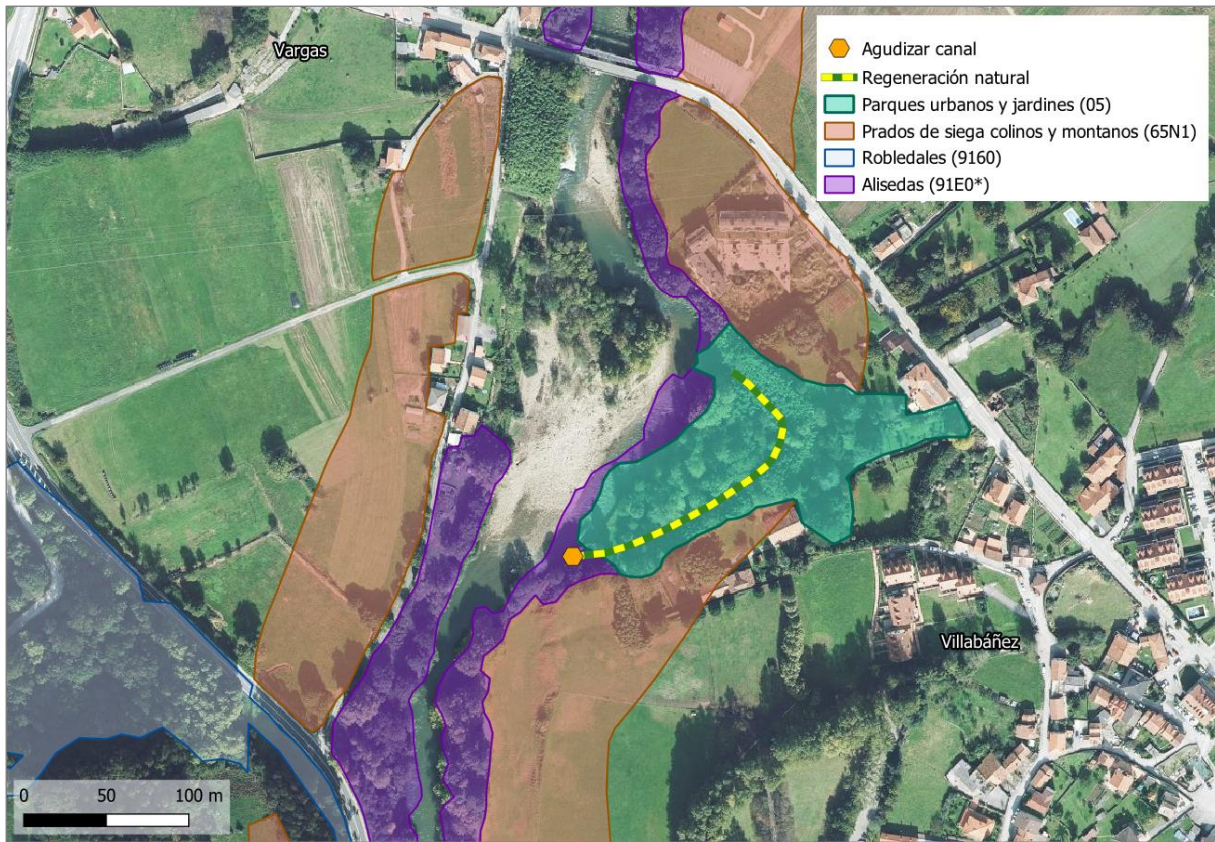 Vargas
Agudizar canal
Regeneración natural
Parques urbanos y jardines (05)
Prados de siega colinos y montanos (65N1)
Robledales (9160)
Alisedas (91E0*)
Villabáñez
0 50 100 m